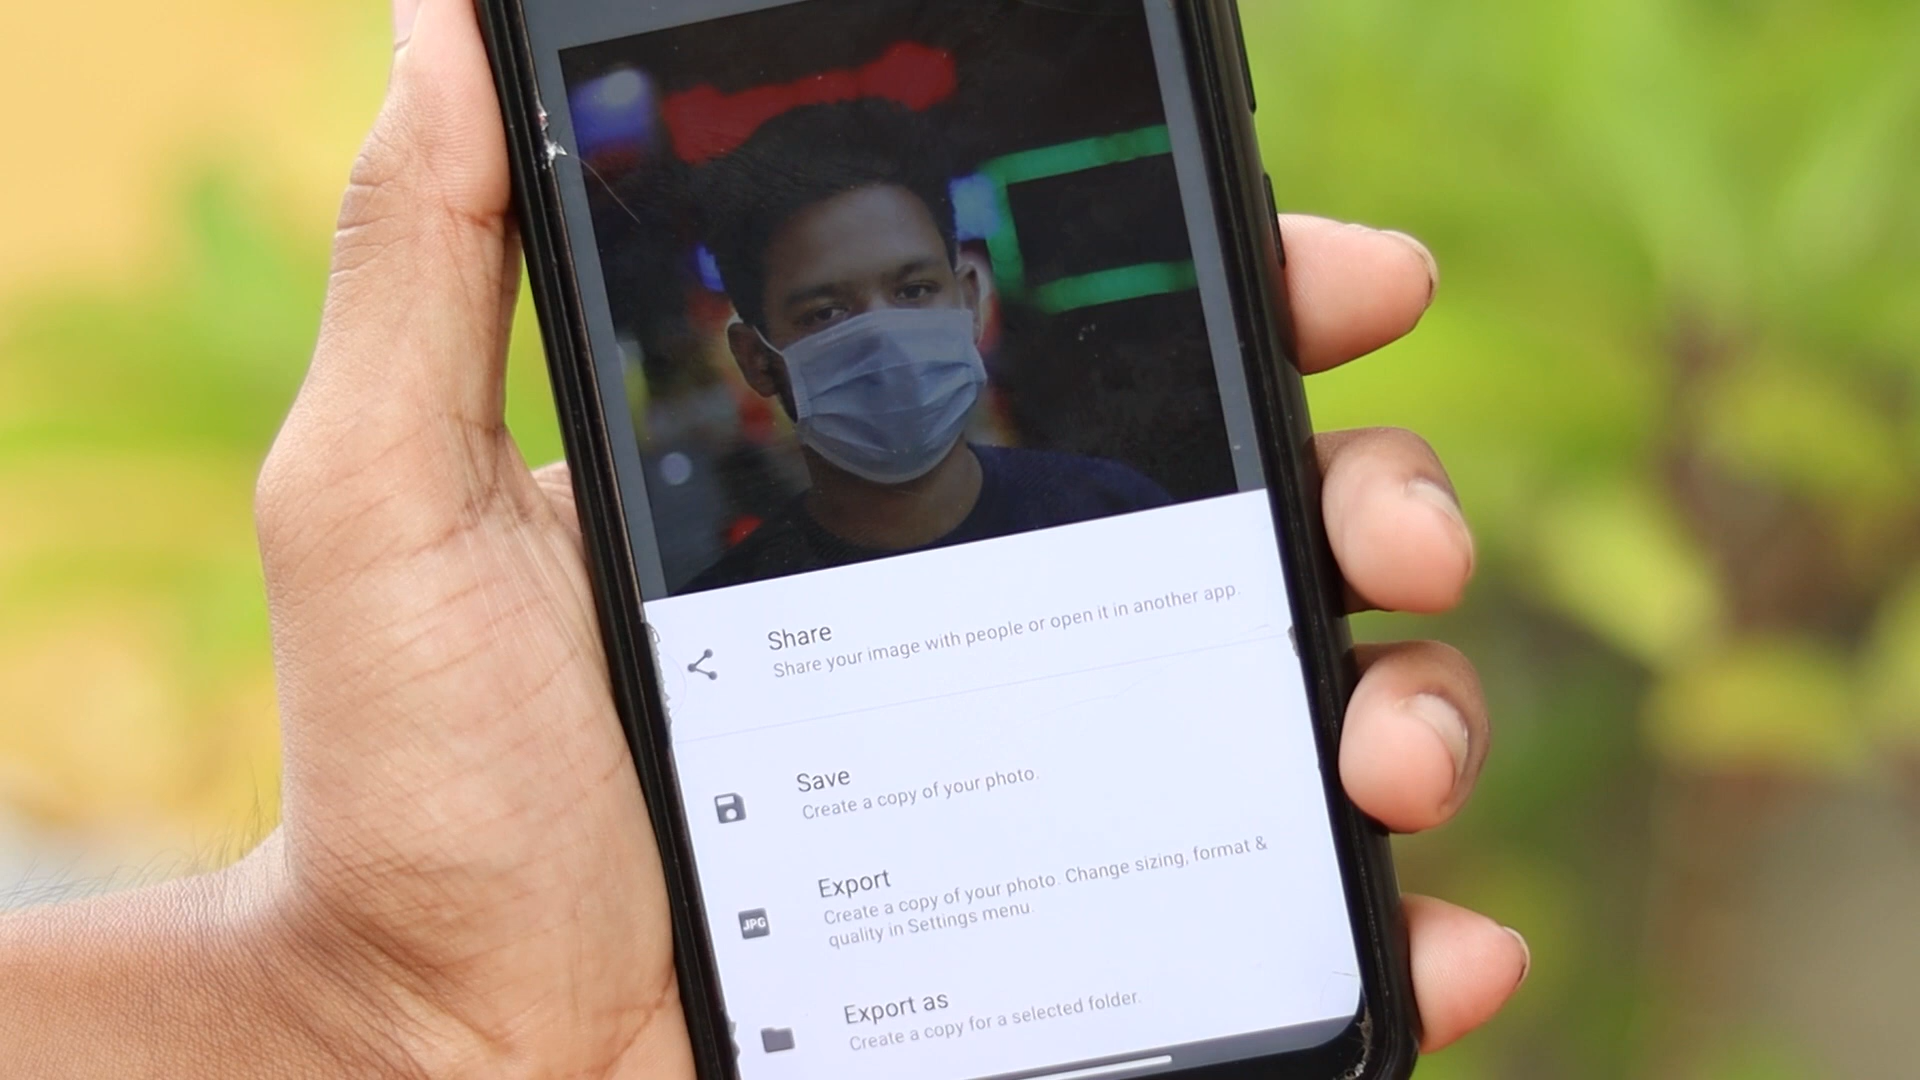 Share
Share your image with people or open it in another app.
Save
Create a copy of your photo.
JPG
Export
Create a copy of your photo. Change sizing, format &
quality in Settings menu.
Export as
Create a copy for a selected folder.